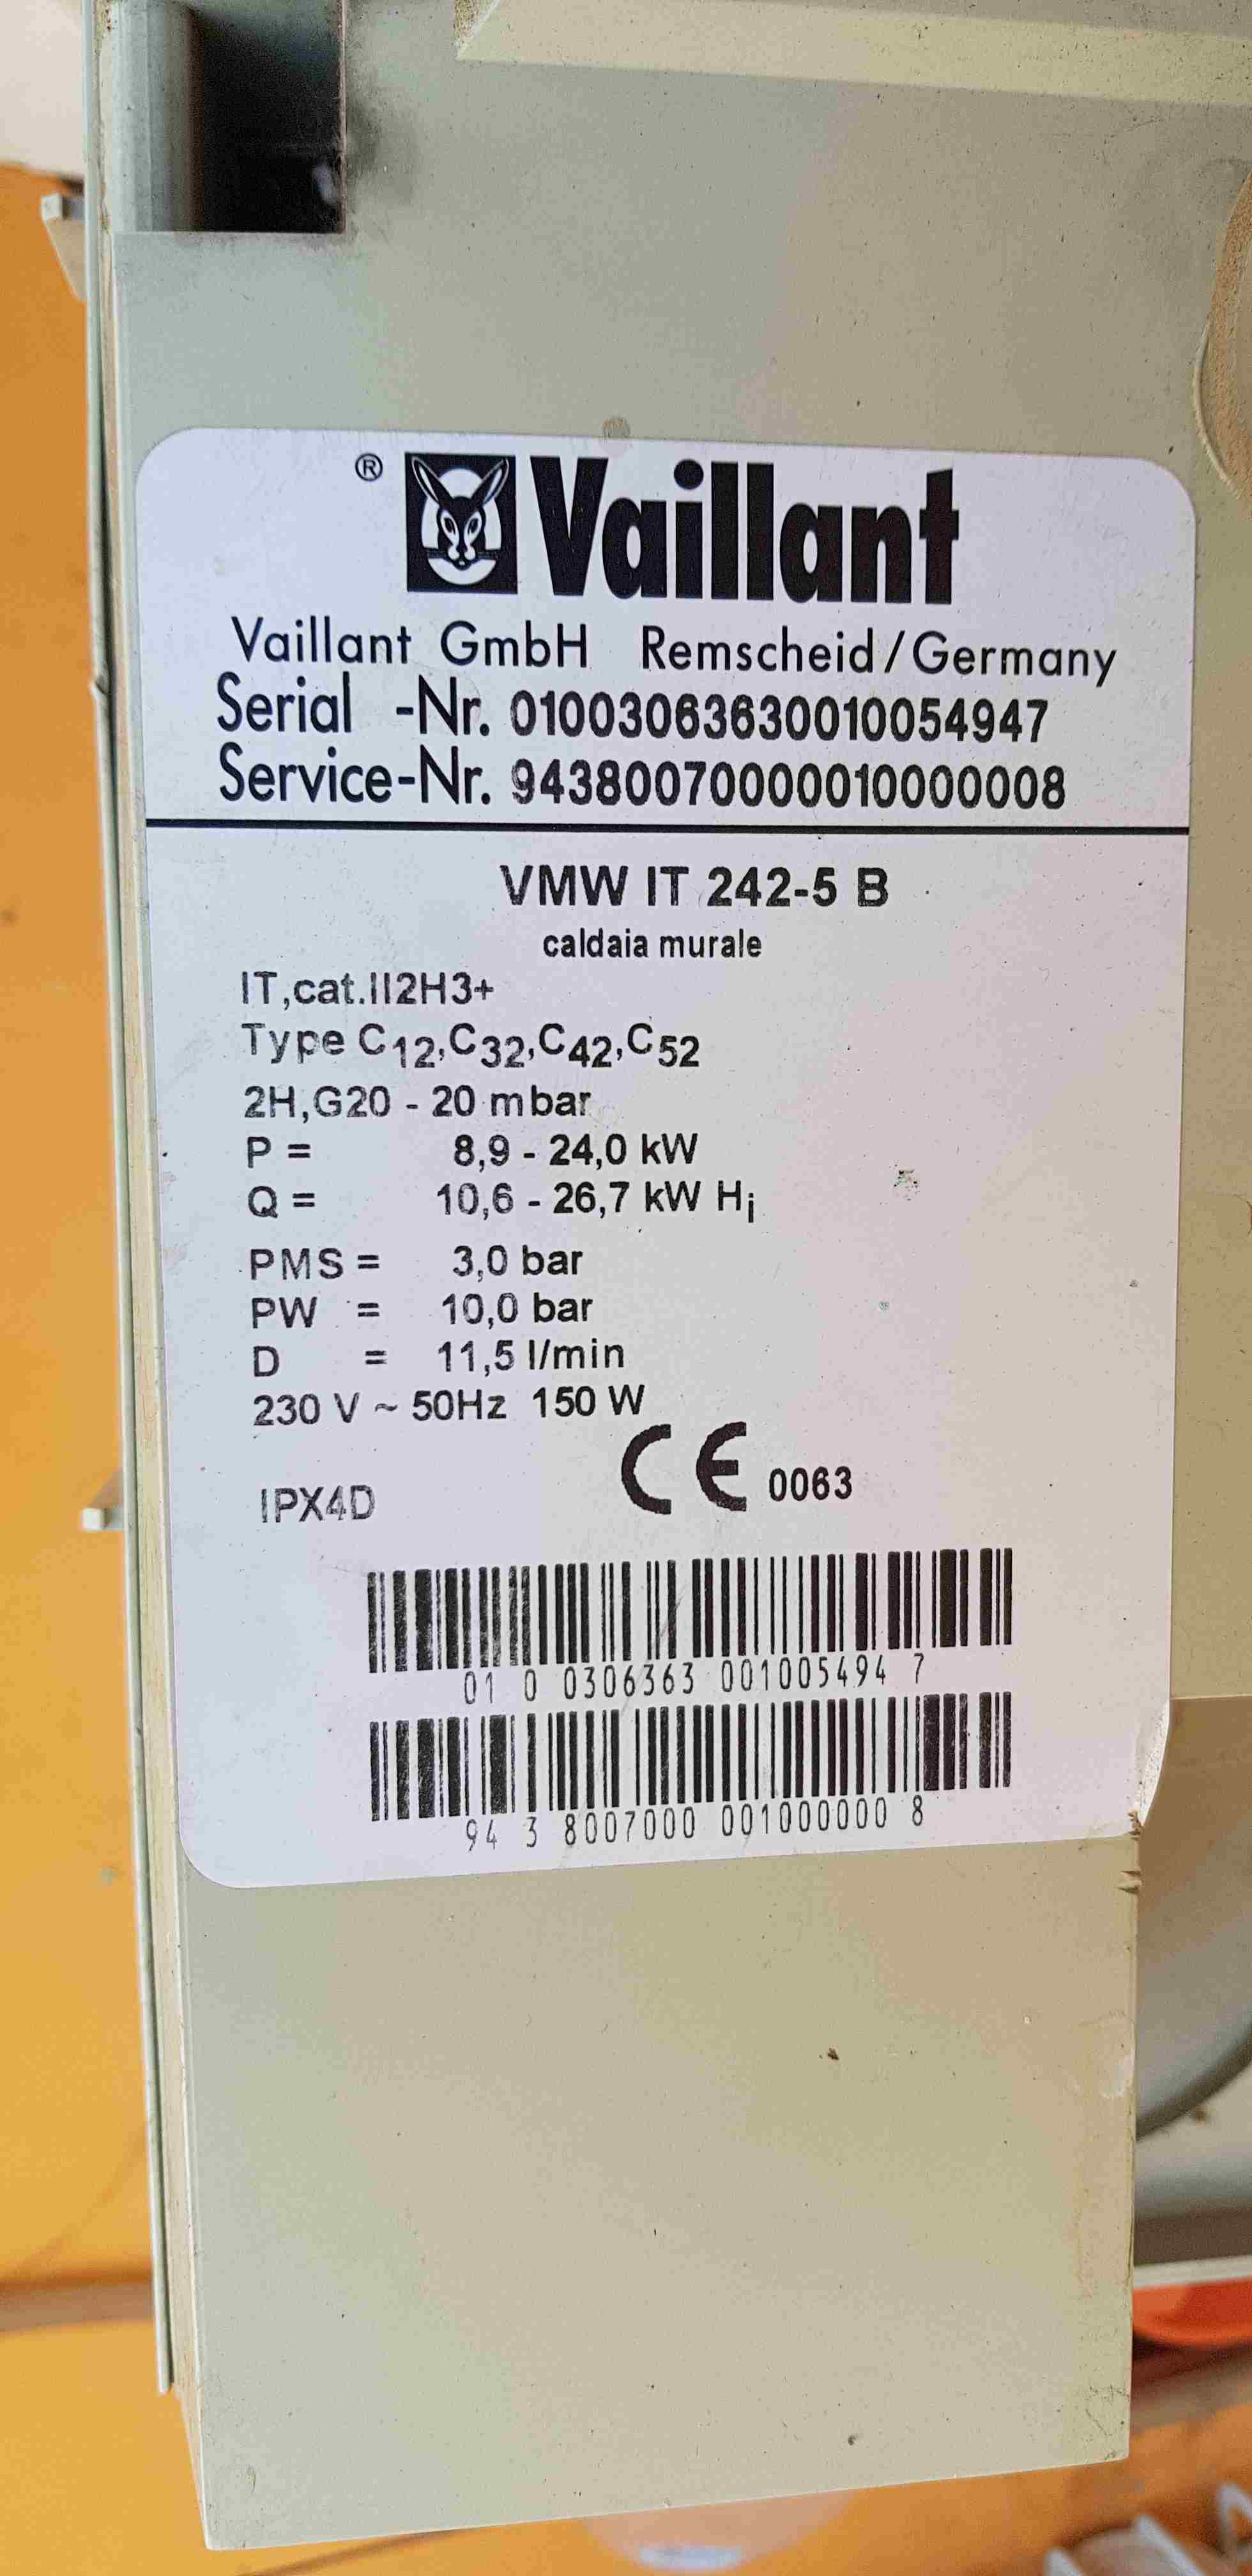 ® Vaillant
Vaillant GmbH Remscheid/Germany
Serial -Nr. 01003063630010054947
Service-Nr. 94380070000010000008
VMW IT 242-5 B
caldaia murale
IT,cat.II2H3+
Type C12,C32,C42,C52
2H,G20 - 20 mbar
P = 8,9 - 24,0 kW
Q = 10,6 - 26,7 kW Hi
PMS = 3,0 bar
PW = 10,0 bar
D = 11,5 l/min
230 V ~ 50Hz 150 W
IPX4D
CE 0063
01 0 0306363 001005494 7
94 3 8007000 001000000 8